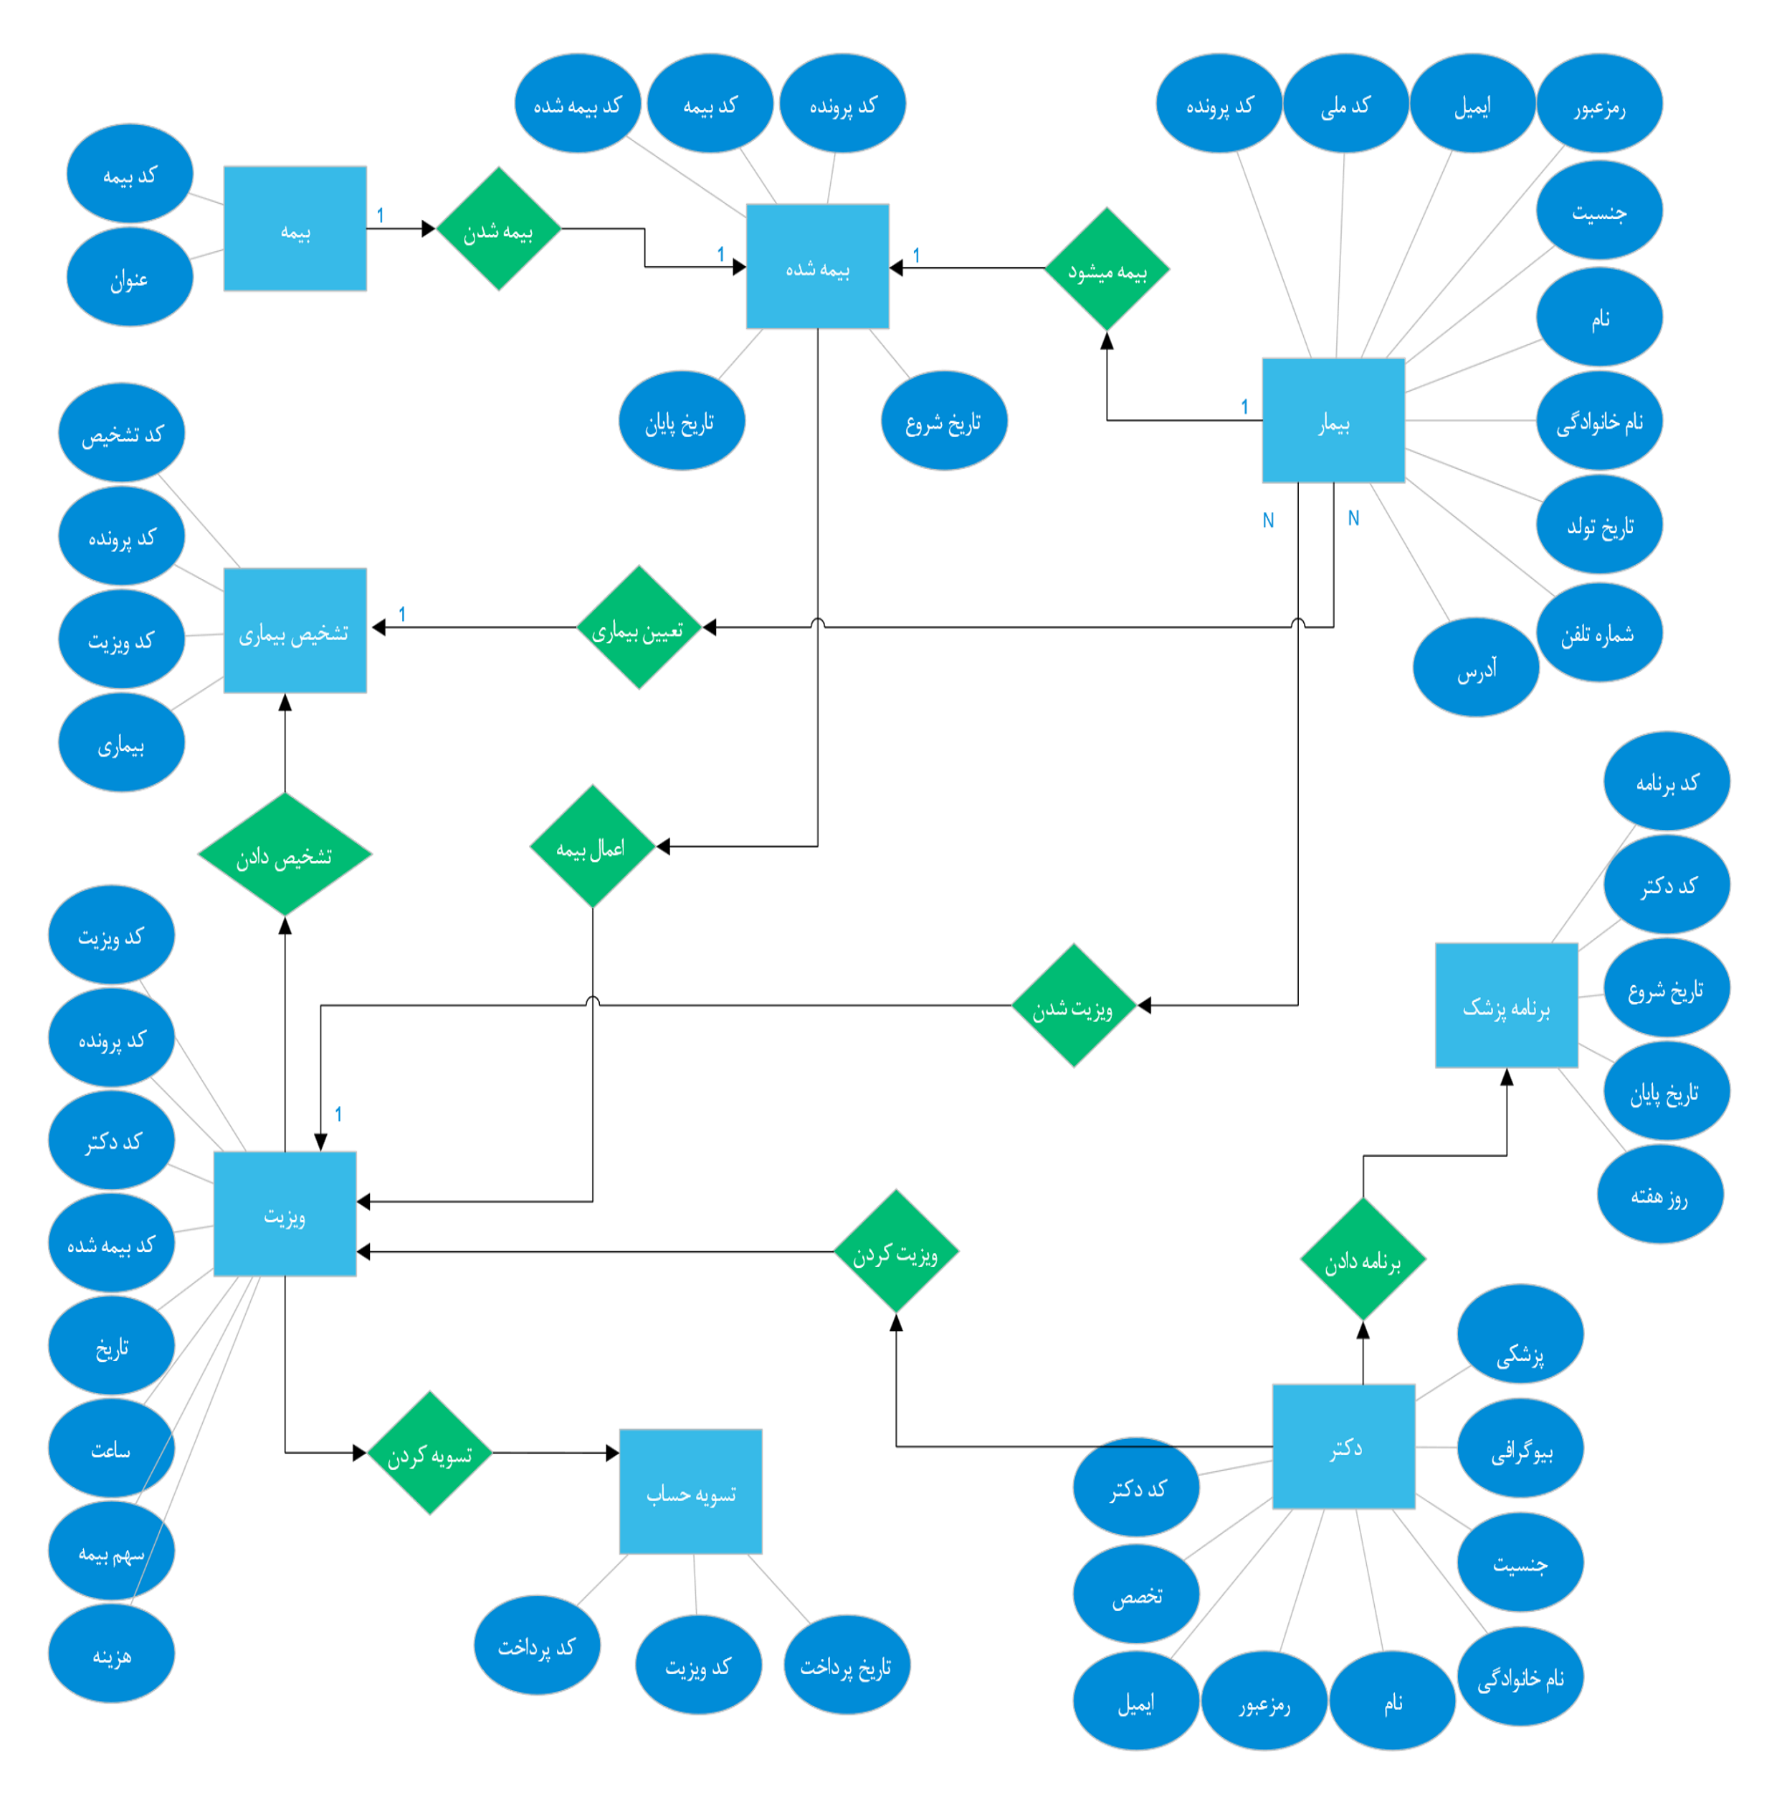 کد بیمه شده
کد بیمه
کد پرونده
کد پرونده
کد ملی
ایمیل
رمزعبور
کد بیمه
بیمه
1
بیمه شدن
عنوان
1
بیمه شده
1
بیمه میشود
جنسیت
نام
تاریخ پایان
تاریخ شروع
1
بیمار
نام خانوادگی
کد تشخیص
N
N
تاریخ تولد
کد پرونده
1
تشخیص بیماری
تعیین بیماری
شماره تلفن
آدرس
کد ویزیت
بیماری
کد برنامه
تشخیص دادن
اعمال بیمه
کد دکتر
کد ویزیت
کد پرونده
ویزیت شدن
برنامه پزشک
تاریخ شروع
تاریخ پایان
1
کد دکتر
روز هفته
ویزیت
کد بیمه شده
ویزیت کردن
برنامه دادن
تاریخ
پزشکی
ساعت
تسویه کردن
تسویه حساب
دکتر
بیوگرافی
کد دکتر
سهم بیمه
جنسیت
تخصص
هزینه
کد پرداخت
کد ویزیت
تاریخ پرداخت
نام خانوادگی
ایمیل
رمزعبور
نام